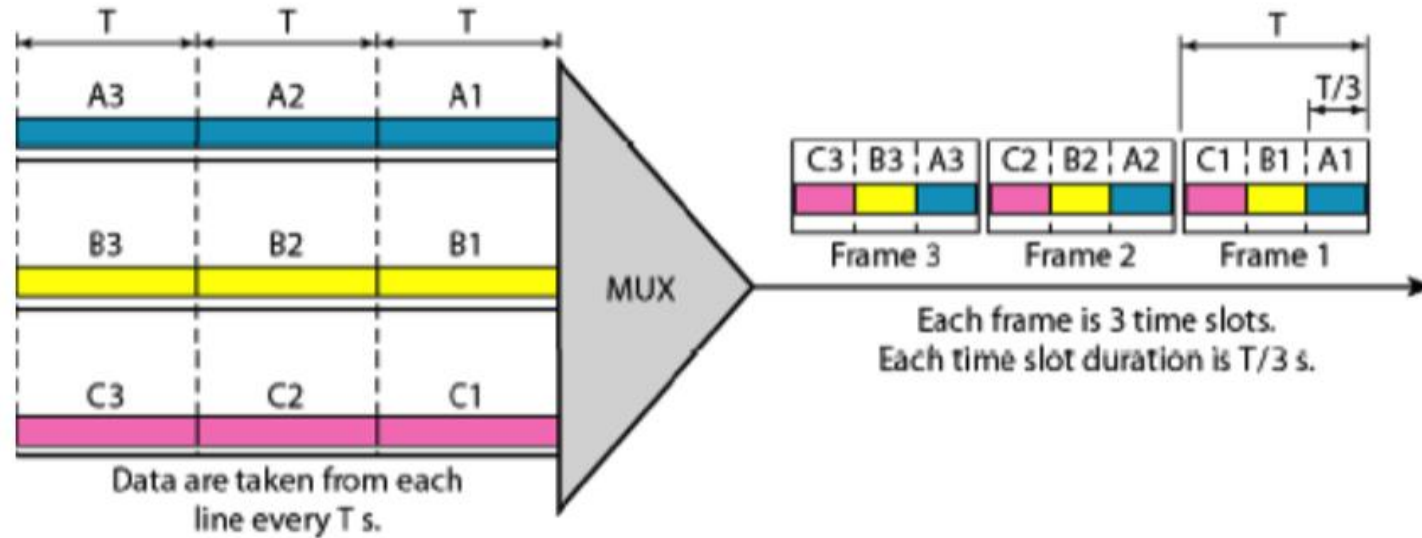 T T T
T
T/3
A3 A2 A1
C3 B3 A3 C2 B2 A2 C1 B1 A1
B3 B2 B1
Frame 3 Frame 2 Frame 1
MUX
Each frame is 3 time slots.
Each time slot duration is T/3 s.
C3 C2 C1
Data are taken from each
line every T s.